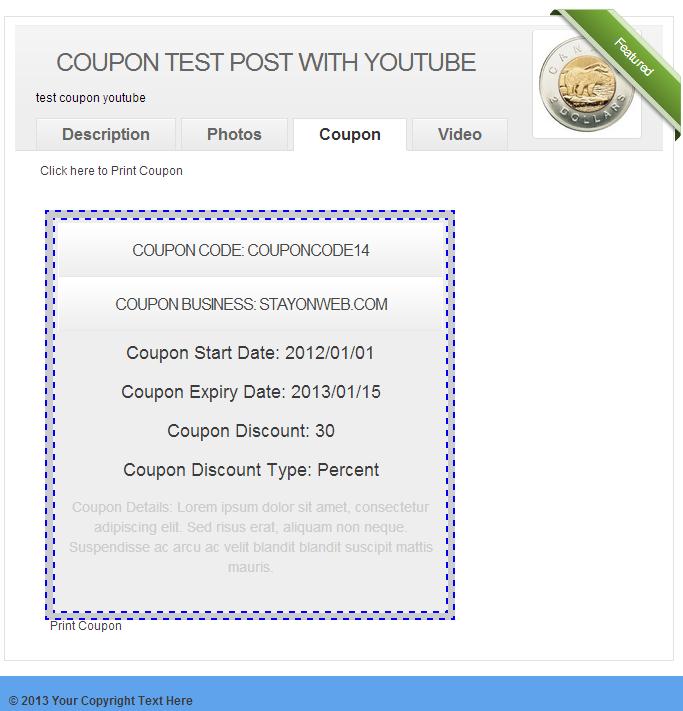 COUPON TEST POST WITH YOUTUBE
Featured
CANADA
2 DOLLARS
test coupon youtube
Description
Photos
Coupon
Video
Click here to Print Coupon
COUPON CODE: COUPONCODE14
COUPON BUSINESS: STAYONWEB.COM
Coupon Start Date: 2012/01/01
Coupon Expiry Date: 2013/01/15
Coupon Discount: 30
Coupon Discount Type: Percent
Coupon Details: Lorem ipsum dolor sit amet, consectetur
adipiscing elit. Sed risus erat, aliquam non neque.
Suspendisse ac arcu ac velit blandit blandit suscipit mattis
mauris.
Print Coupon
© 2013 Your Copyright Text Here